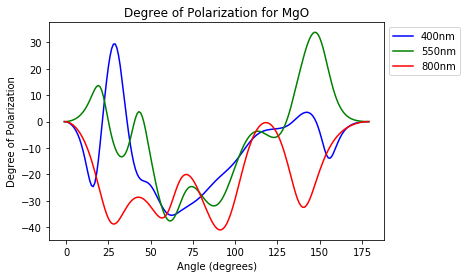 Degree of Polarization for MgO
400nm
550nm
800nm
Degree of Polarization
30
20
10
0
−10
−20
−30
−40
0 25 50 75 100 125 150 175
Angle (degrees)